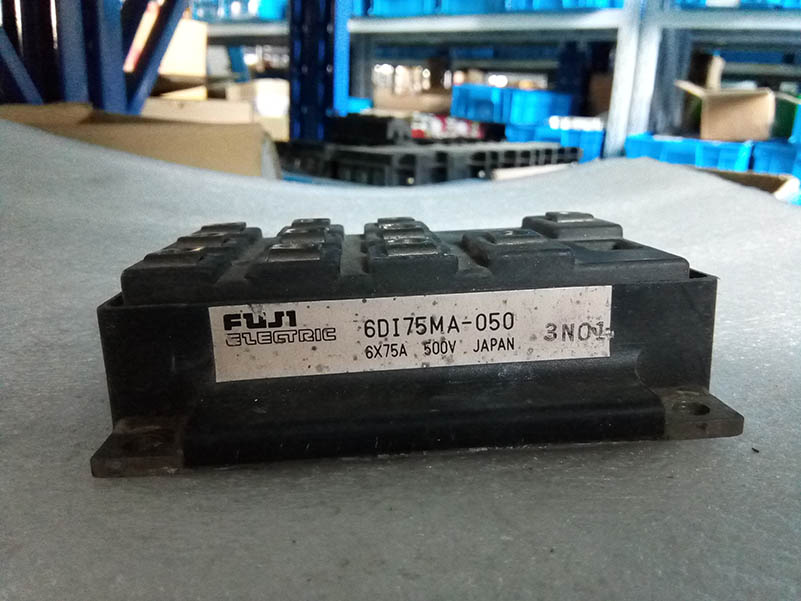 FUJI ELECTRIC
6DI75MA-050
6X75A 500V JAPAN
3N01